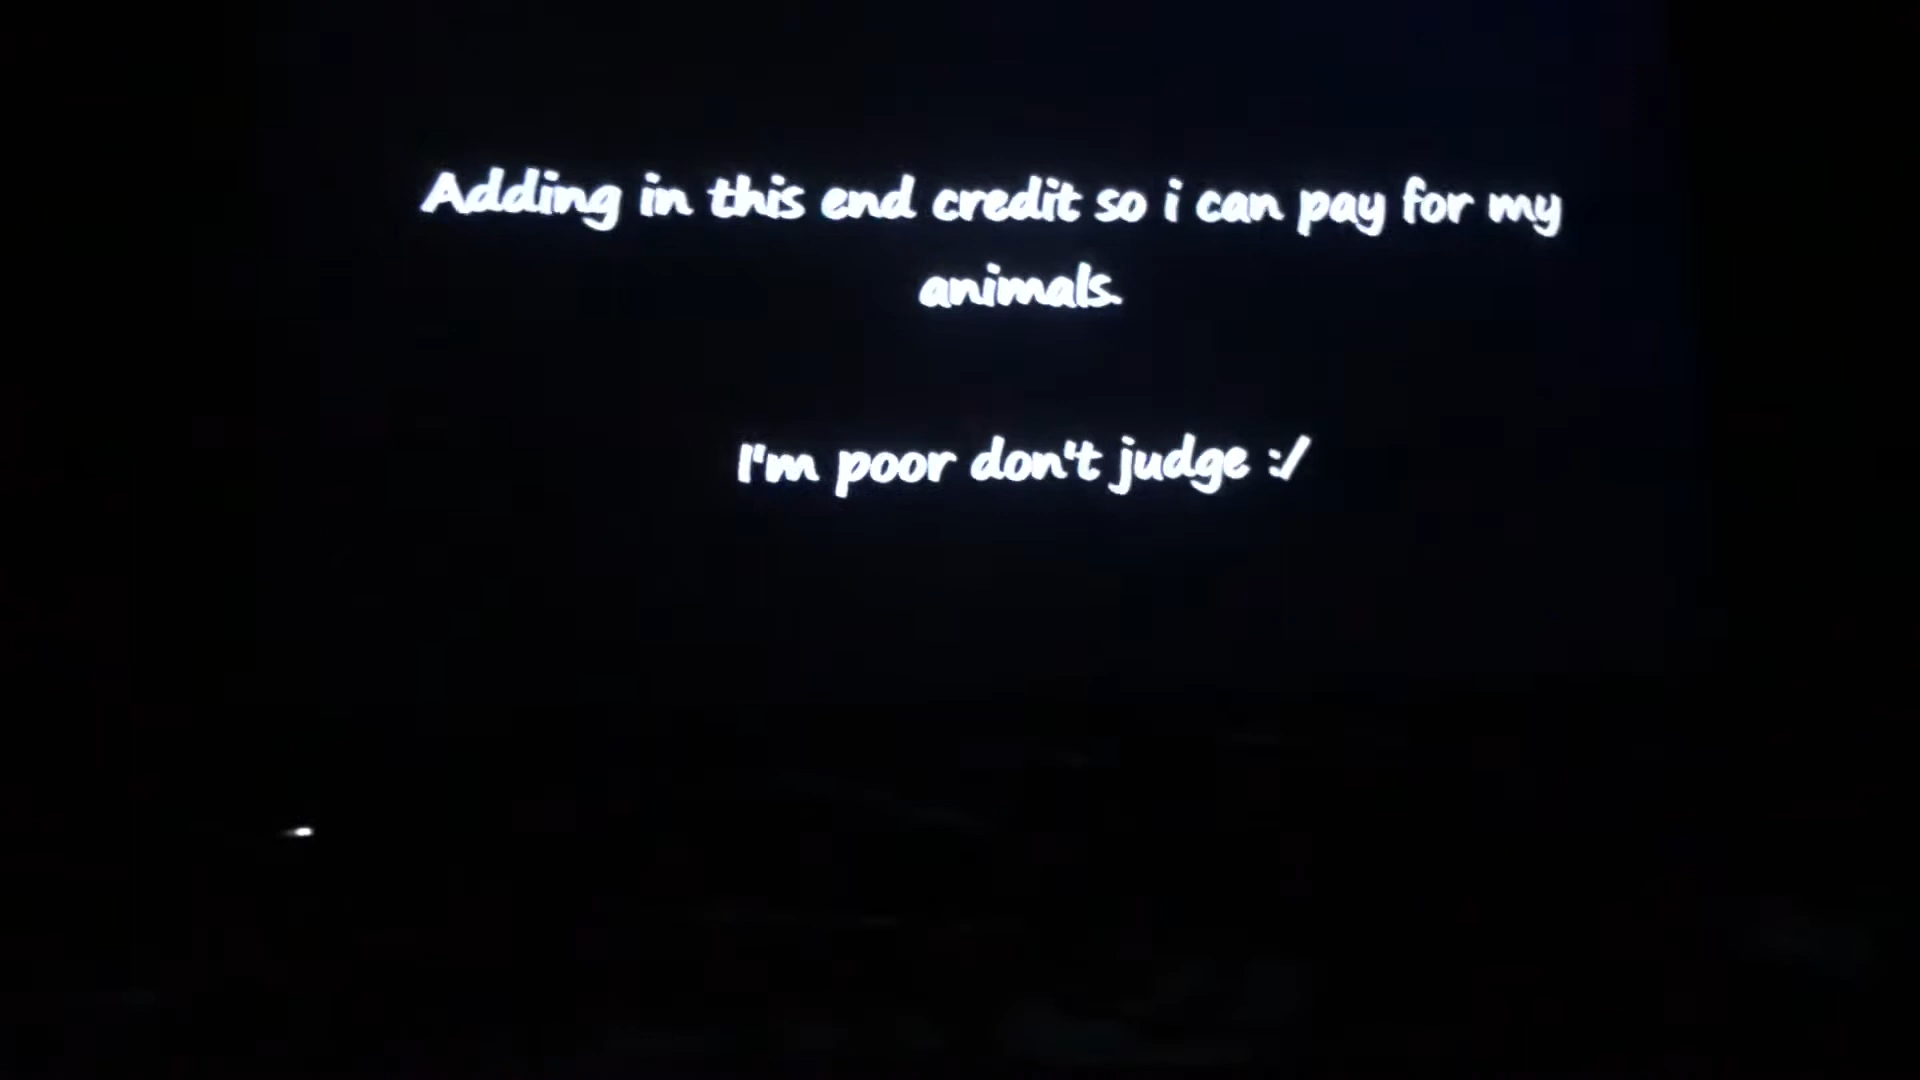 Adding in this end credit so i can pay for my
animals.
I'm poor don't judge :/